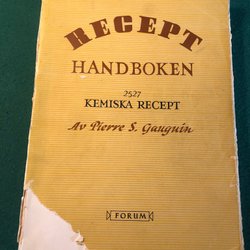 RECEPT
HANDBOKEN
2527
KEMISKA RECEPT
Av Pierre S. Gauguin
FORUM